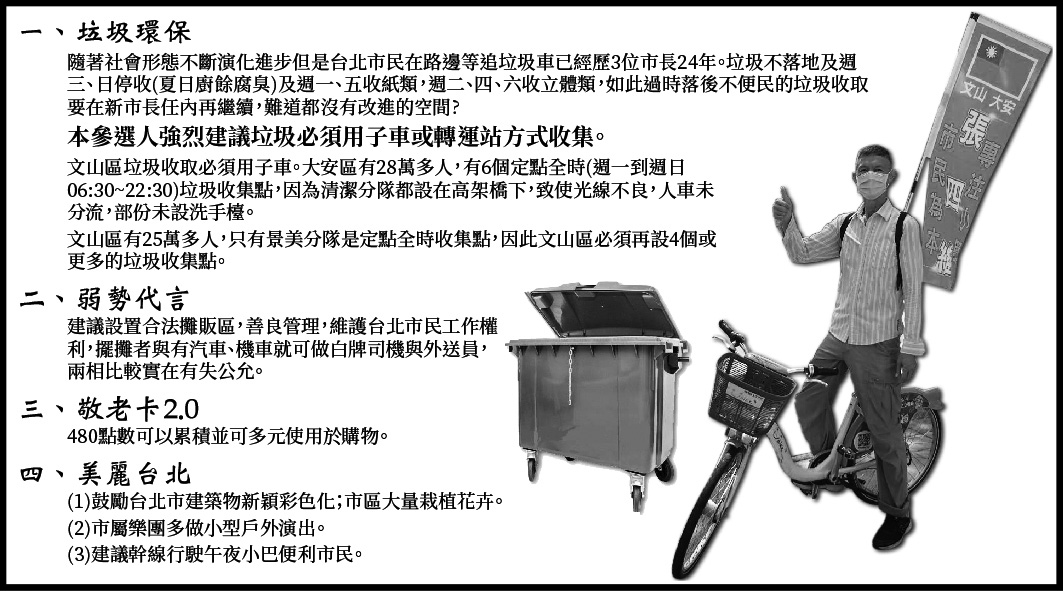 一、垃圾環保
隨著社會形態不斷演化進步但是台北市民在路邊等追垃圾車已經歷3位市長24年。垃圾不落地及週
三、日停收(夏日廚餘腐臭)及週一、五收紙類，週二、四、六收立體類，如此過時落後不便民的垃圾收取
要在新市長任內再繼續，難道都沒有改進的空間?
本參選人強烈建議垃圾必須用子車或轉運站方式收集。
文山區垃圾收取必須用子車。大安區有28萬多人，有6個定點全時(週一到週日
06:30~22:30)垃圾收集點，因為清潔分隊都設在高架橋下，致使光線不良，人車未
分流，部份未設洗手檯。
文山區有25萬多人，只有景美分隊是定點全時收集點，因此文山區必須再設4個或
更多的垃圾收集點。
二、弱勢代言
建議設置合法攤販區，善良管理，維護台北市民工作權
利，擺攤者與有汽車、機車就可做白牌司機與外送員，
兩相比較實在有失公允。
三、敬老卡2.0
480點數可以累積並可多元使用於購物。
四、美麗台北
(1)鼓勵台北市建築物新穎彩色化；市區大量栽植花卉。
(2)市屬樂團多做小型戶外演出。
(3)建議幹線行駛午夜小巴便利市民。
文山 大安
張
四
維
市民為本